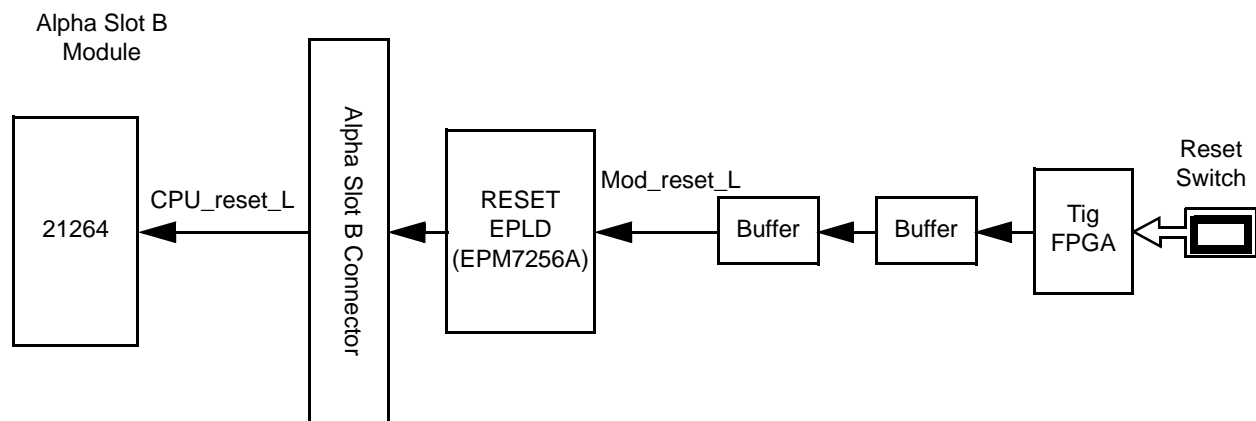 Alpha Slot B
Module
21264
CPU_reset_L
Alpha Slot B Connector
RESET
EPLD
(EPM7256A)
Mod_reset_L
Buffer
Buffer
Tig
FPGA
Reset
Switch